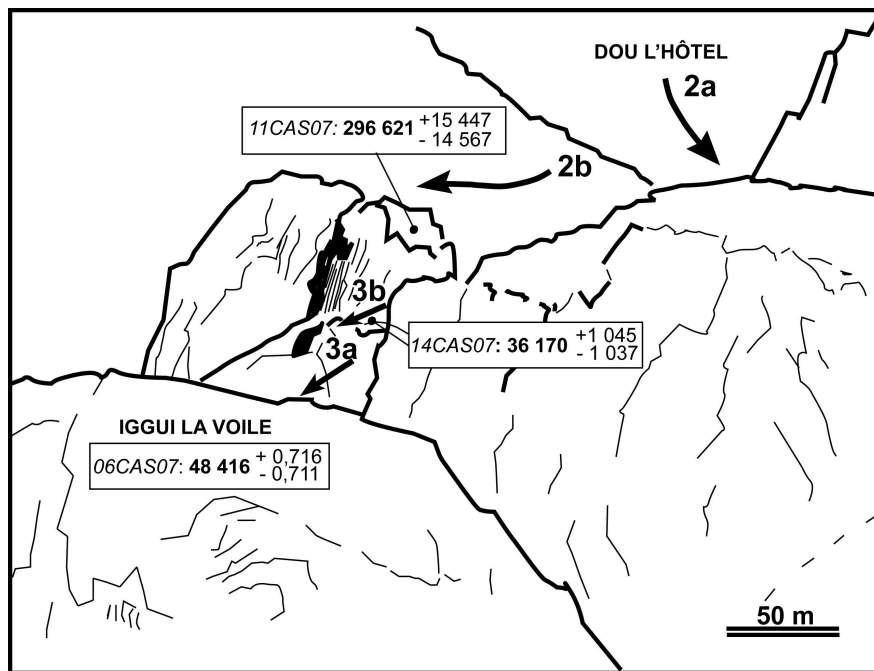 DOU L'HÔTEL
2a
11CAS07: 296 621 +15 447
- 14 567
2b
3b
14CAS07: 36 170 +1 045
- 1 037
3a
IGGUI LA VOILE
06CAS07: 48 416 + 0,716
- 0,711
50 m